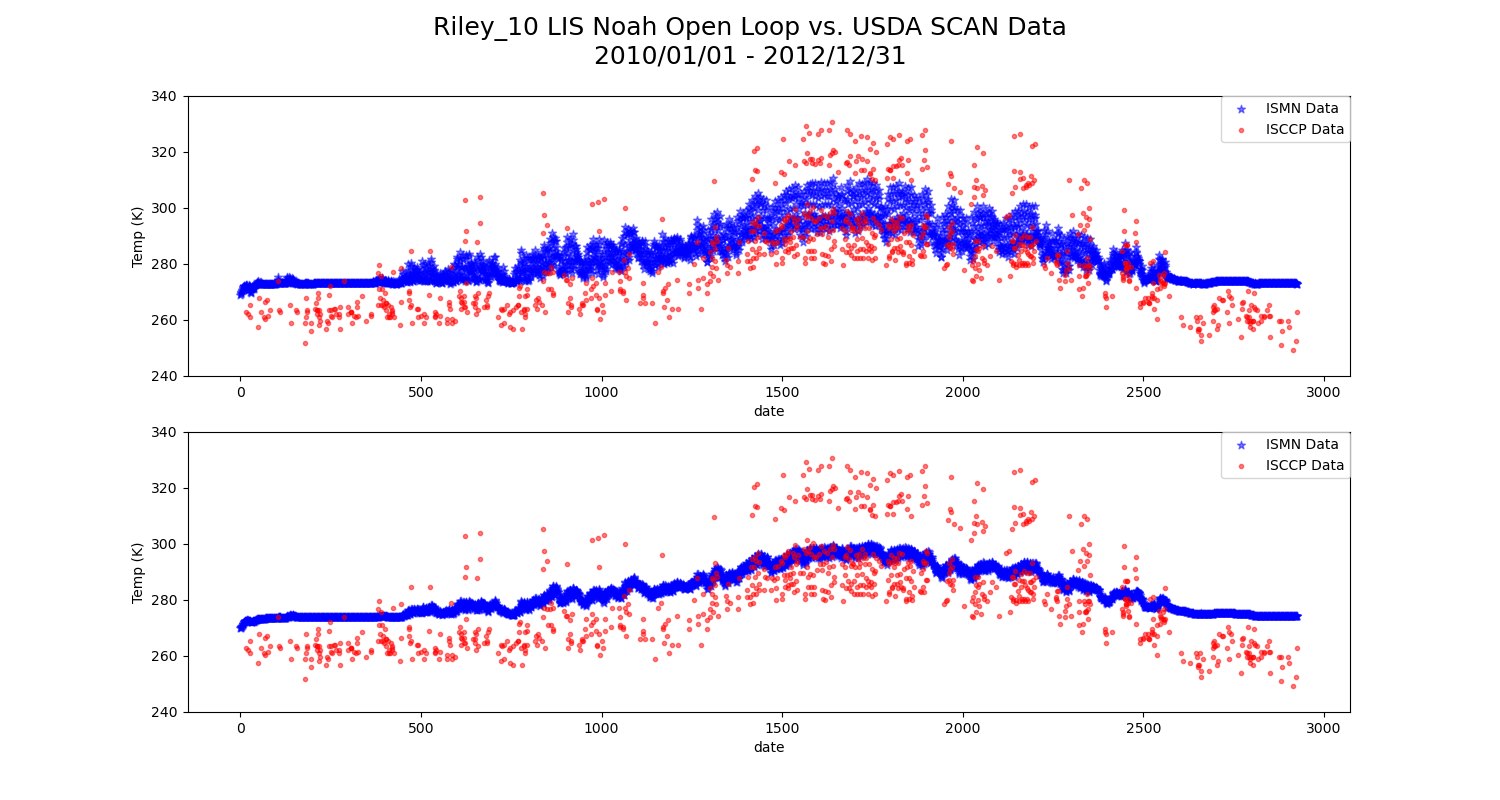 Riley_10 LIS Noah Open Loop vs. USDA SCAN Data
2010/01/01 - 2012/12/31
340
320
300
280
260
240
Temp (K)
ISMN Data
ISCCP Data
0
500
1000
1500
2000
2500
3000
date
340
320
300
280
260
240
Temp (K)
ISMN Data
ISCCP Data
0
500
1000
1500
2000
2500
3000
date